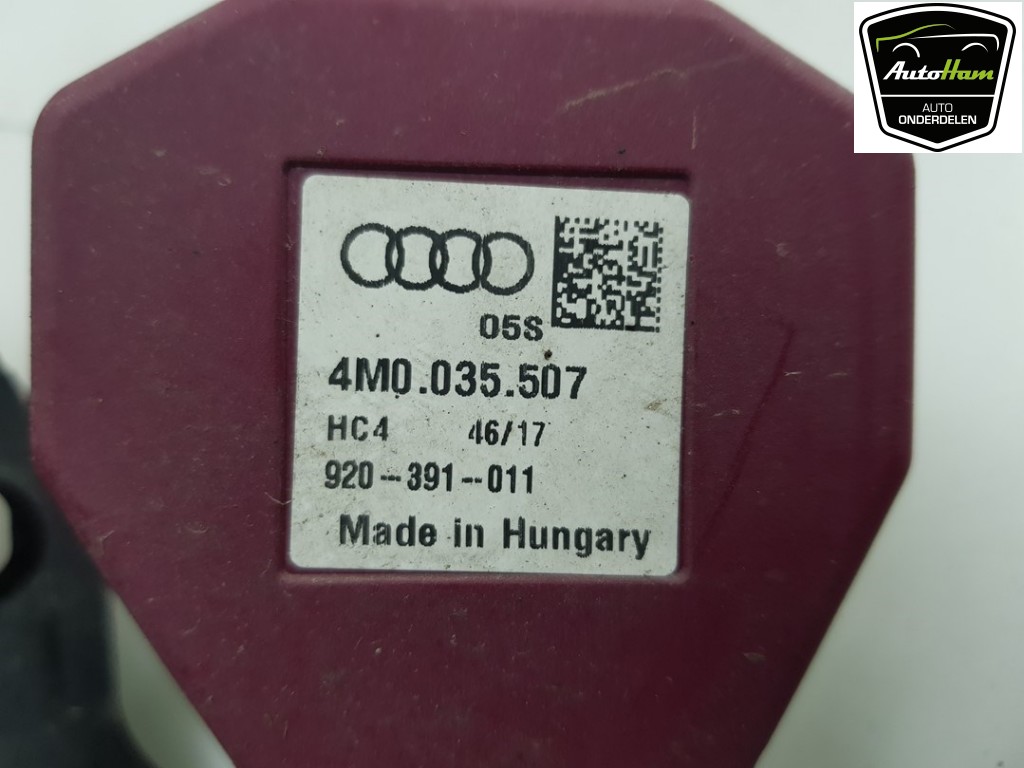 AutoHam
AUTO
ONDERDELEN
05S
4M0.035.507
HC4 46/17
920-391-011
Made in Hungary